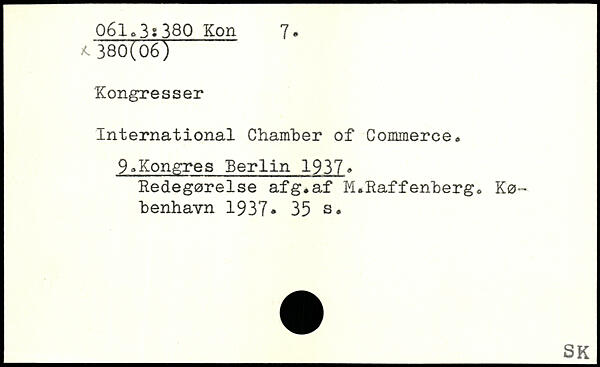 061.3:380 Kon 7.
x 380(06)
Kongresser
International Chamber of Commerce.
9.Kongres Berlin 1937.
Redegørelse afg.af M.Raffenberg. Kø-
benhavn 1937. 35 s.
SK